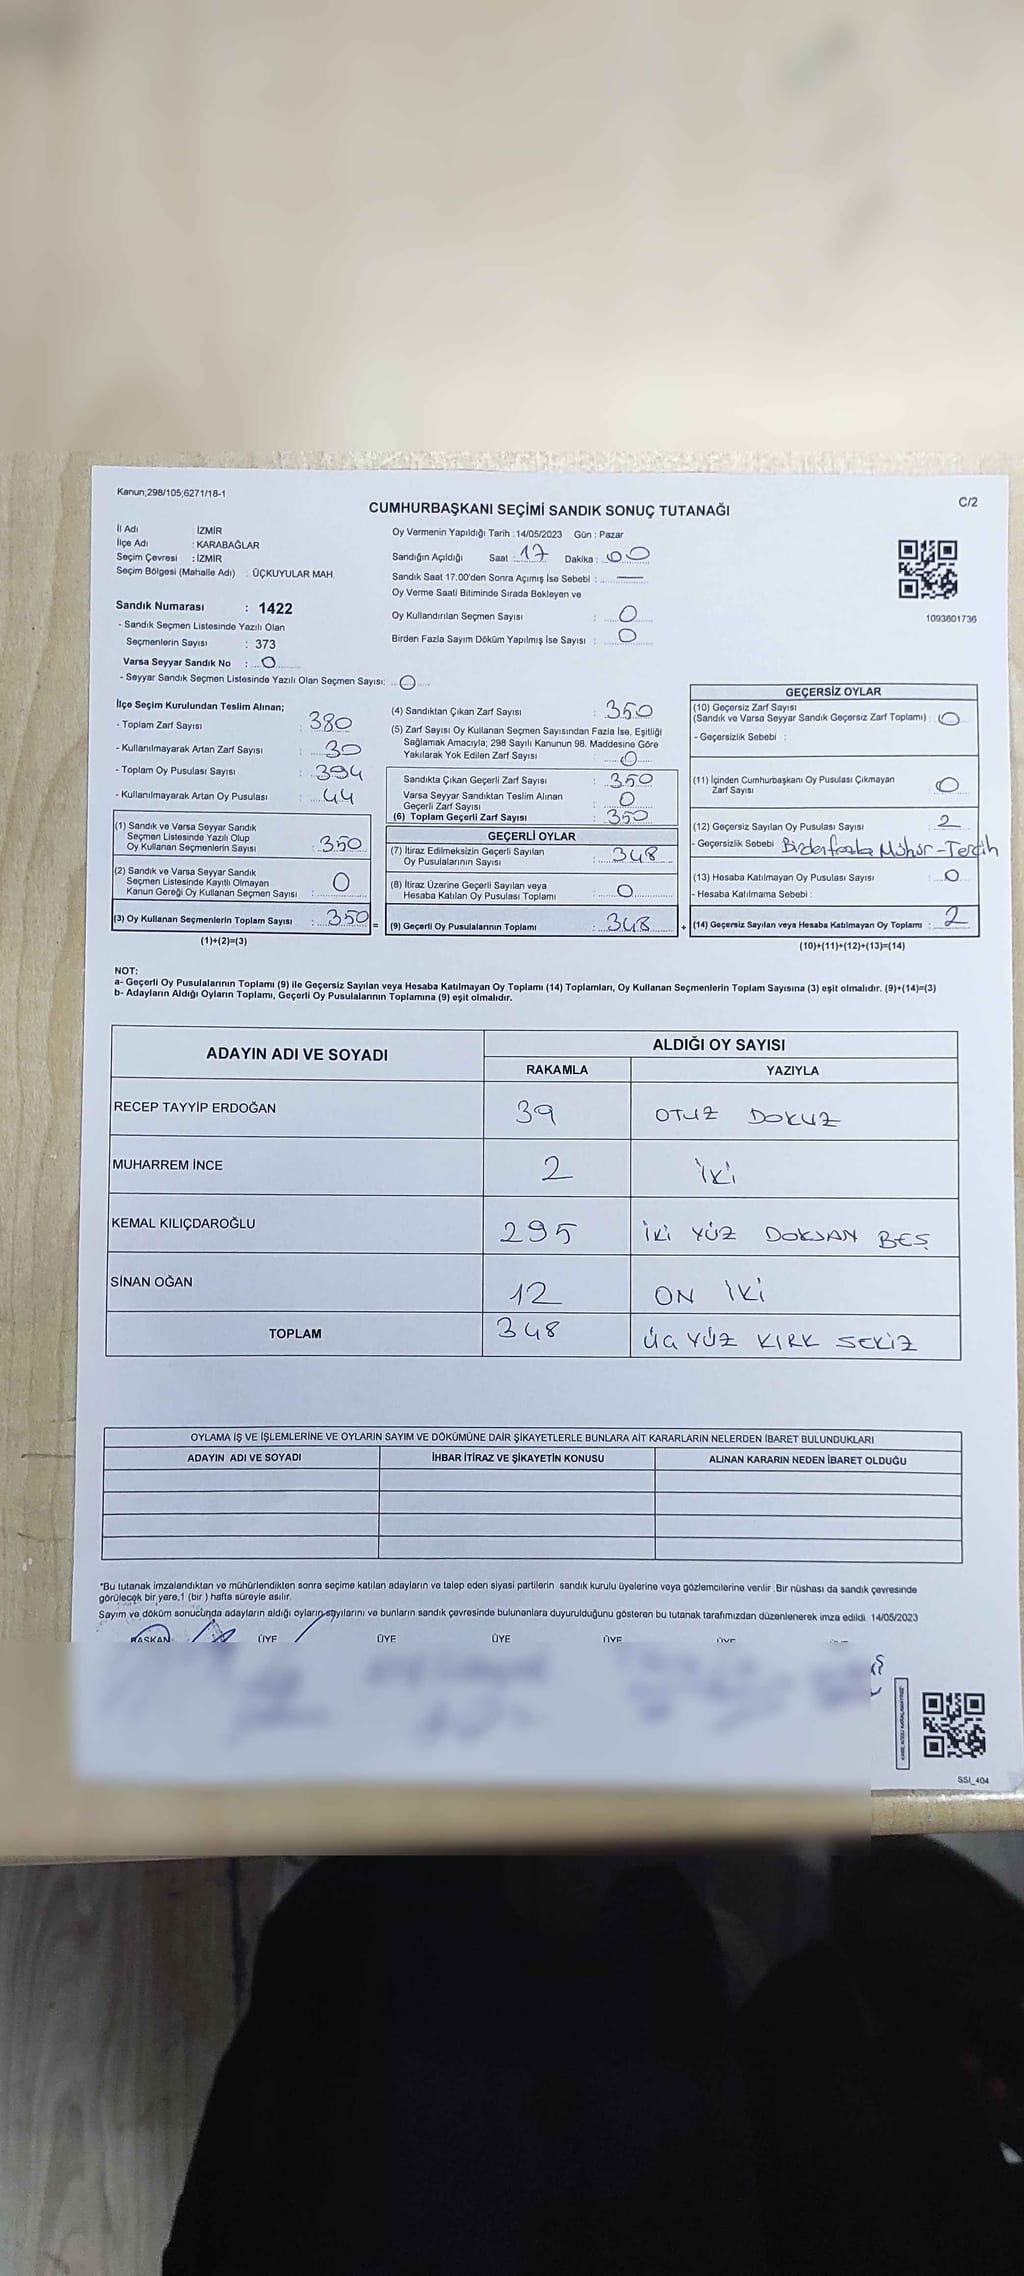 Kanun;298/105;6271/18-1
C/2
CUMHURBAŞKANI SEÇİMİ SANDIK SONUÇ TUTANAĞI
İl Adı : İZMİR
İlçe Adı : KARABAĞLAR
Seçim Çevresi : İZMİR
Seçim Bölgesi (Mahalle Adı) : ÜÇKUYULAR MAH.
Sandık Numarası : 1422
- Sandık Seçmen Listesinde Yazılı Olan
Seçmenlerin Sayısı : 373
Varsa Seyyar Sandık No : 0
- Seyyar Sandık Seçmen Listesinde Yazılı Olan Seçmen Sayısı: 0
Oy Vermenin Yapıldığı Tarih : 14/05/2023 Gün : Pazar
Sandığın Açıldığı Saat : 17 Dakika : 00
Sandık Saat 17.00'den Sonra Açımış İse Sebebi : —
Oy Verme Saati Bitiminde Sırada Bekleyen ve
Oy Kullandırılan Seçmen Sayısı : 0
Birden Fazla Sayım Döküm Yapılmış İse Sayısı : 0
1093601736
İlçe Seçim Kurulundan Teslim Alınan;
- Toplam Zarf Sayısı : 380
- Kullanılmayarak Artan Zarf Sayısı : 30
- Toplam Oy Pusulası Sayısı : 394
- Kullanılmayarak Artan Oy Pusulası : 44
(1) Sandık ve Varsa Seyyar Sandık
Seçmen Listesinde Yazılı Olup
Oy Kullanan Seçmenlerin Sayısı : 350
(2) Sandık ve Varsa Seyyar Sandık
Seçmen Listesinde Kayıtlı Olmayan
Kanun Gereği Oy Kullanan Seçmen Sayısı : 0
(3) Oy Kullanan Seçmenlerin Toplam Sayısı : 350 =
(1)+(2)=(3)
(4) Sandıktan Çıkan Zarf Sayısı : 350
(5) Zarf Sayısı Oy Kullanan Seçmen Sayısından Fazla İse, Eşitliği
Sağlamak Amacıyla; 298 Sayılı Kanunun 98. Maddesine Göre
Yakılarak Yok Edilen Zarf Sayısı : 0
Sandıkta Çıkan Geçerli Zarf Sayısı : 350
Varsa Seyyar Sandıktan Teslim Alınan
Geçerli Zarf Sayısı : 0
(6) Toplam Geçerli Zarf Sayısı : 350
GEÇERLİ OYLAR
(7) İtiraz Edilmeksizin Geçerli Sayılan
Oy Pusulalarının Sayısı : 348
(8) İtiraz Üzerine Geçerli Sayılan veya
Hesaba Katılan Oy Pusulası Toplamı : 0
(9) Geçerli Oy Pusulalarının Toplamı : 348 +
GEÇERSİZ OYLAR
(10) Geçersiz Zarf Sayısı
(Sandık ve Varsa Seyyar Sandık Geçersiz Zarf Toplamı) : 0
- Geçersizlik Sebebi :
(11) İçinden Cumhurbaşkanı Oy Pusulası Çıkmayan
Zarf Sayısı : 0
(12) Geçersiz Sayılan Oy Pusulası Sayısı : 2
- Geçersizlik Sebebi Birden fazla Mühür-Tercih
(13) Hesaba Katılmayan Oy Pusulası Sayısı : 0
- Hesaba Katılmama Sebebi :
(14) Geçersiz Sayılan veya Hesaba Katılmayan Oy Toplamı : 2
(10)+(11)+(12)+(13)=(14)
NOT:
a- Geçerli Oy Pusulalarının Toplamı (9) ile Geçersiz Sayılan veya Hesaba Katılmayan Oy Toplamı (14) Toplamları, Oy Kullanan Seçmenlerin Toplam Sayısına (3) eşit olmalıdır. (9)+(14)=(3)
b- Adayların Aldığı Oyların Toplamı, Geçerli Oy Pusulalarının Toplamına (9) eşit olmalıdır.
ADAYIN ADI VE SOYADI ALDIĞI OY SAYISI
RAKAMLA YAZIYLA
RECEP TAYYİP ERDOĞAN 39 OTUZ DOKUZ
MUHARREM İNCE 2 İKİ
KEMAL KILIÇDAROĞLU 295 İKİ YÜZ DOKSAN BEŞ
SİNAN OĞAN 12 ON İKİ
TOPLAM 348 ÜÇ YÜZ KIRK SEKİZ
OYLAMA İŞ VE İŞLEMLERİNE VE OYLARIN SAYIM VE DÖKÜMÜNE DAİR ŞİKAYETLERLE BUNLARA AİT KARARLARIN NELERDEN İBARET BULUNDUKLARI
ADAYIN ADI VE SOYADI İHBAR İTİRAZ VE ŞİKAYETİN KONUSU ALINAN KARARIN NEDEN İBARET OLDUĞU
*Bu tutanak imzalandıktan ve mühürlendikten sonra seçime katılan adayların ve talep eden siyasi partilerin sandık kurulu üyelerine veya gözlemcilerine verilir. Bir nüshası da sandık çevresinde
görülecek bir yere,1 (bir ) hafta süreyle asılır.
Sayım ve döküm sonucunda adayların aldığı oyların sayılarını ve bunların sandık çevresinde bulunanlara duyurulduğunu gösteren bu tutanak tarafımızdan düzenlenerek imza edildi. 14/05/2023
BAŞKAN ÜYE ÜYE ÜYE ÜYE ÜYE
SSI_404